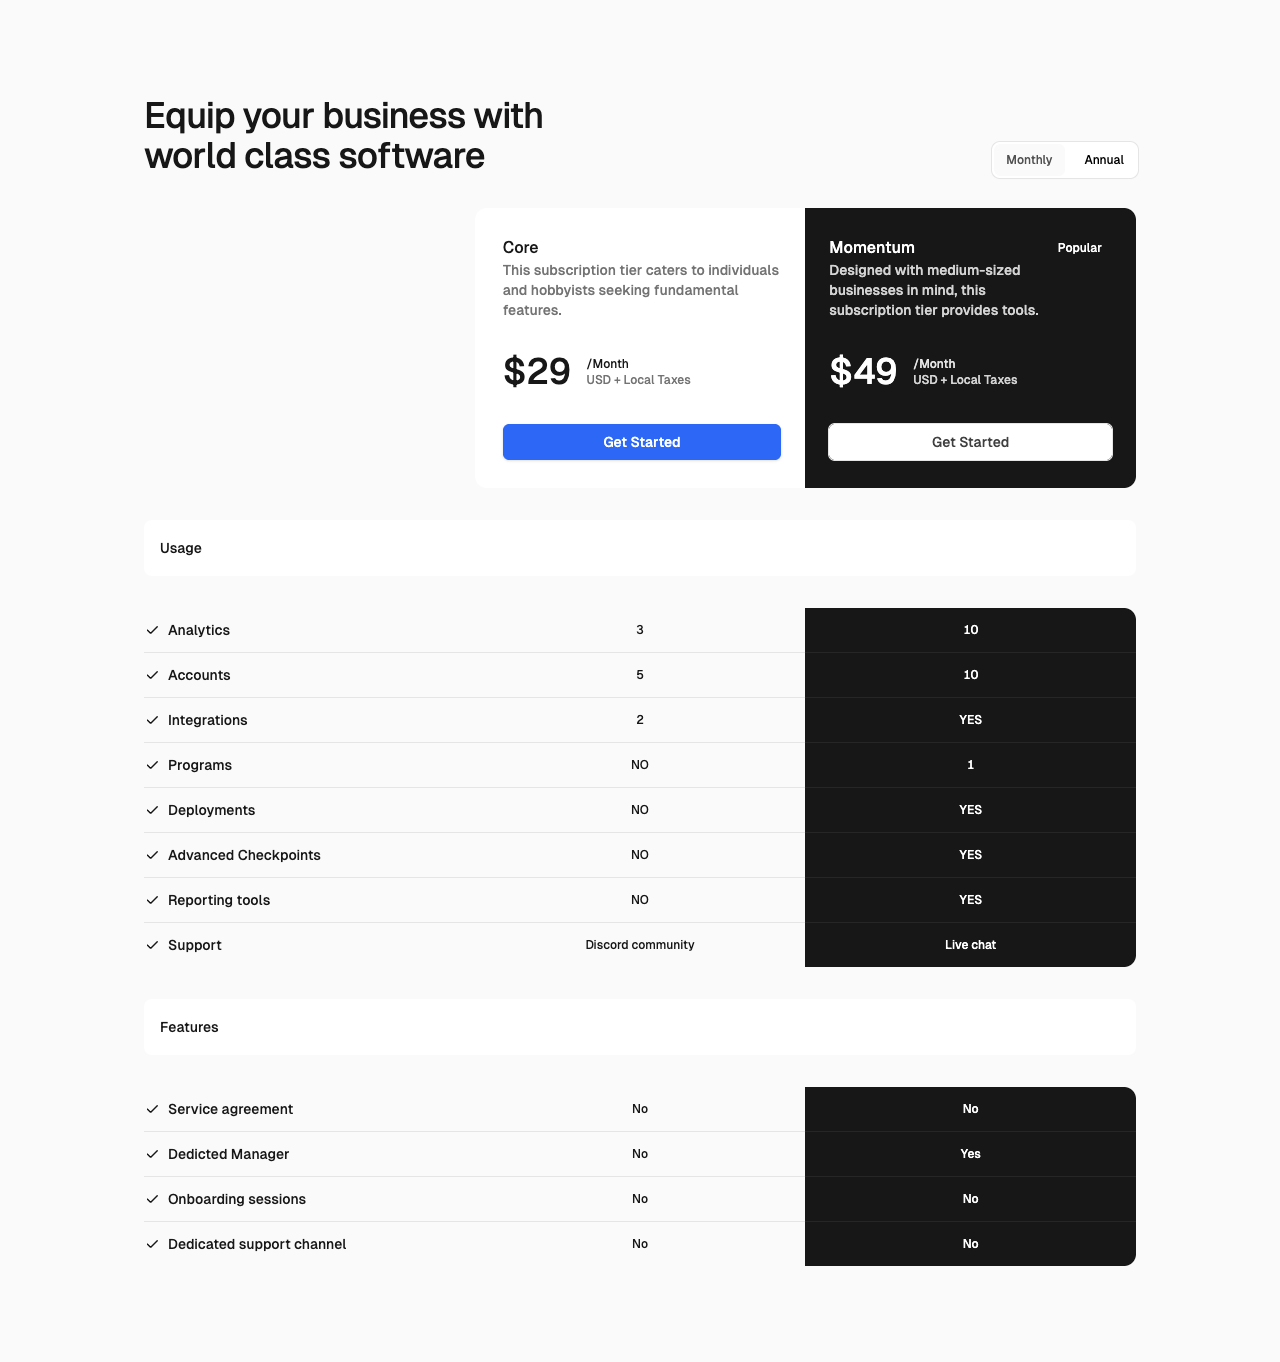 Equip your business with
world class software
Monthly
Annual
Core
This subscription tier caters to individuals
and hobbyists seeking fundamental
features.
$29
/Month
USD + Local Taxes
Get Started
Momentum
Popular
Designed with medium-sized
businesses in mind, this
subscription tier provides tools.
$49
/Month
USD + Local Taxes
Get Started
Usage
Analytics 3 10
Accounts 5 10
Integrations 2 YES
Programs NO 1
Deployments NO YES
Advanced Checkpoints NO YES
Reporting tools NO YES
Support Discord community Live chat
Features
Service agreement No No
Dedicted Manager No Yes
Onboarding sessions No No
Dedicated support channel No No